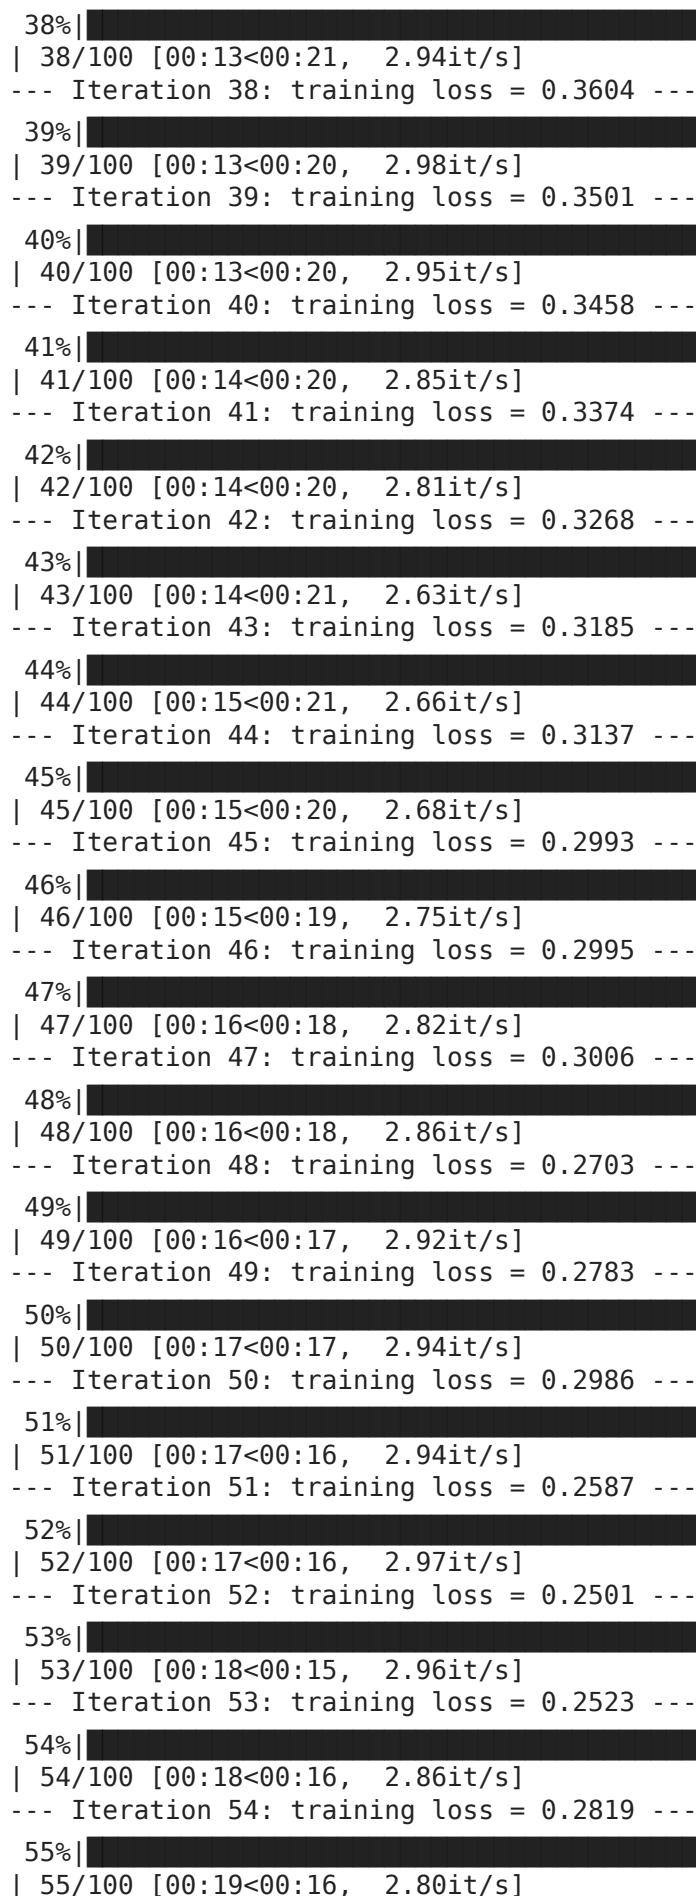 38%|
| 38/100 [00:13<00:21,  2.94it/s]
--- Iteration 38: training loss = 0.3604 ---
39%|
| 39/100 [00:13<00:20,  2.98it/s]
--- Iteration 39: training loss = 0.3501 ---
40%|
| 40/100 [00:13<00:20,  2.95it/s]
--- Iteration 40: training loss = 0.3458 ---
41%|
| 41/100 [00:14<00:20,  2.85it/s]
--- Iteration 41: training loss = 0.3374 ---
42%|
| 42/100 [00:14<00:20,  2.81it/s]
--- Iteration 42: training loss = 0.3268 ---
43%|
| 43/100 [00:14<00:21,  2.63it/s]
--- Iteration 43: training loss = 0.3185 ---
44%|
| 44/100 [00:15<00:21,  2.66it/s]
--- Iteration 44: training loss = 0.3137 ---
45%|
| 45/100 [00:15<00:20,  2.68it/s]
--- Iteration 45: training loss = 0.2993 ---
46%|
| 46/100 [00:15<00:19,  2.75it/s]
--- Iteration 46: training loss = 0.2995 ---
47%|
| 47/100 [00:16<00:18,  2.82it/s]
--- Iteration 47: training loss = 0.3006 ---
48%|
| 48/100 [00:16<00:18,  2.86it/s]
--- Iteration 48: training loss = 0.2703 ---
49%|
| 49/100 [00:16<00:17,  2.92it/s]
--- Iteration 49: training loss = 0.2783 ---
50%|
| 50/100 [00:17<00:17,  2.94it/s]
--- Iteration 50: training loss = 0.2986 ---
51%|
| 51/100 [00:17<00:16,  2.94it/s]
--- Iteration 51: training loss = 0.2587 ---
52%|
| 52/100 [00:17<00:16,  2.97it/s]
--- Iteration 52: training loss = 0.2501 ---
53%|
| 53/100 [00:18<00:15,  2.96it/s]
--- Iteration 53: training loss = 0.2523 ---
54%|
| 54/100 [00:18<00:16,  2.86it/s]
--- Iteration 54: training loss = 0.2819 ---
55%|
| 55/100 [00:19<00:16,  2.80it/s]